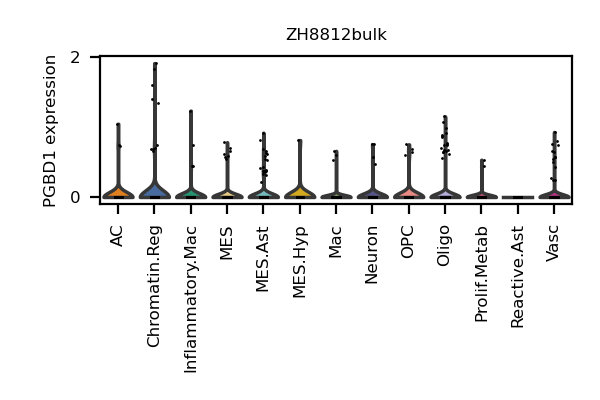 ZH8812bulk
PGBD1 expression
2
0
AC
Chromatin.Reg
Inflammatory.Mac
MES
MES.Ast
MES.Hyp
Mac
Neuron
OPC
Oligo
Prolif.Metab
Reactive.Ast
Vasc